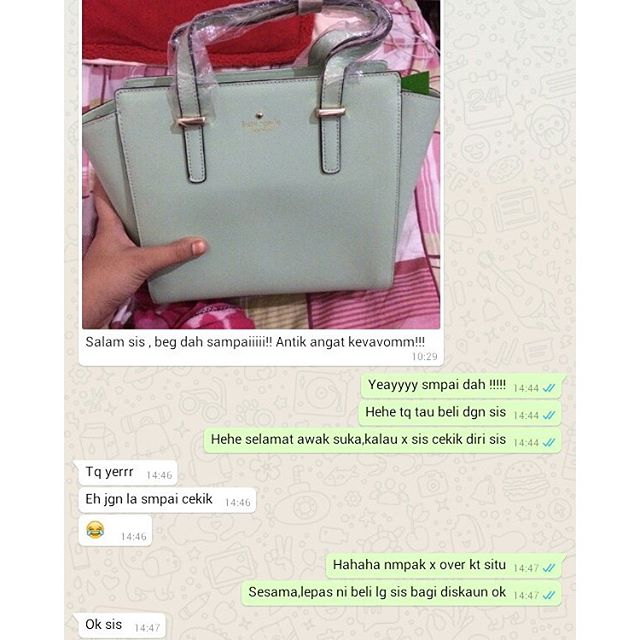 Salam sis , beg dah sampaiiiii!! Antik angat kevavomm!!!
10:29
Yeayyyy smpai dah !!!!! 14:44
Hehe tq tau beli dgn sis 14:44
Hehe selamat awak suka,kalau x sis cekik diri sis 14:44
Tq yerrr 14:46
Eh jgn la smpai cekik 14:46
😂 14:46
Hahaha nmpak x over kt situ 14:47
Sesama,lepas ni beli lg sis bagi diskaun ok 14:47
Ok sis 14:47